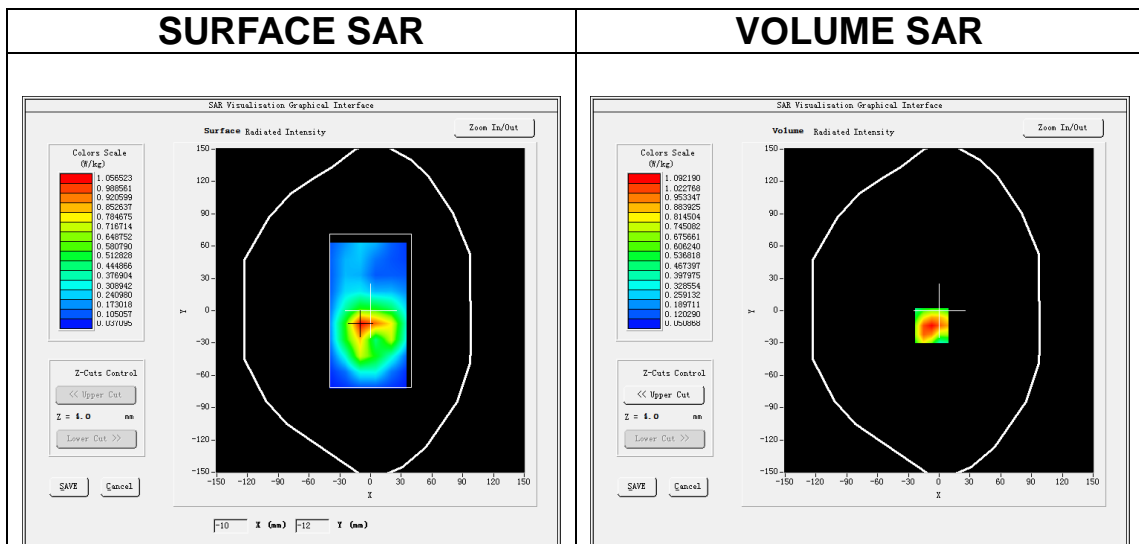 SURFACE SAR
VOLUME SAR
SAR Visualisation Graphical Interface
Surface Radiated Intensity
Zoom In/Out
Colors Scale
(W/kg)
1.056523
0.988561
0.920599
0.852637
0.784675
0.716714
0.648752
0.580790
0.512828
0.444866
0.376904
0.308942
0.240980
0.173018
0.105057
0.037095
Z-Cuts Control
<< Upper Cut
Z = 4.0 mm
Lower Cut >>
SAVE Cancel
150
120
90
60
30
0
-30
-60
-90
-120
-150
Y
-150 -120 -90 -60 -30 0 30 60 90 120 150
X
-10 X (mm) -12 Y (mm)
SAR Visualisation Graphical Interface
Volume Radiated Intensity
Zoom In/Out
Colors Scale
(W/kg)
1.092190
1.022768
0.953347
0.883925
0.814504
0.745082
0.675661
0.606240
0.536818
0.467397
0.397975
0.328554
0.259132
0.189711
0.120290
0.050868
Z-Cuts Control
<< Upper Cut
Z = 4.0 mm
Lower Cut >>
SAVE Cancel
150
120
90
60
30
0
-30
-60
-90
-120
-150
Y
-150 -120 -90 -60 -30 0 30 60 90 120 150
X